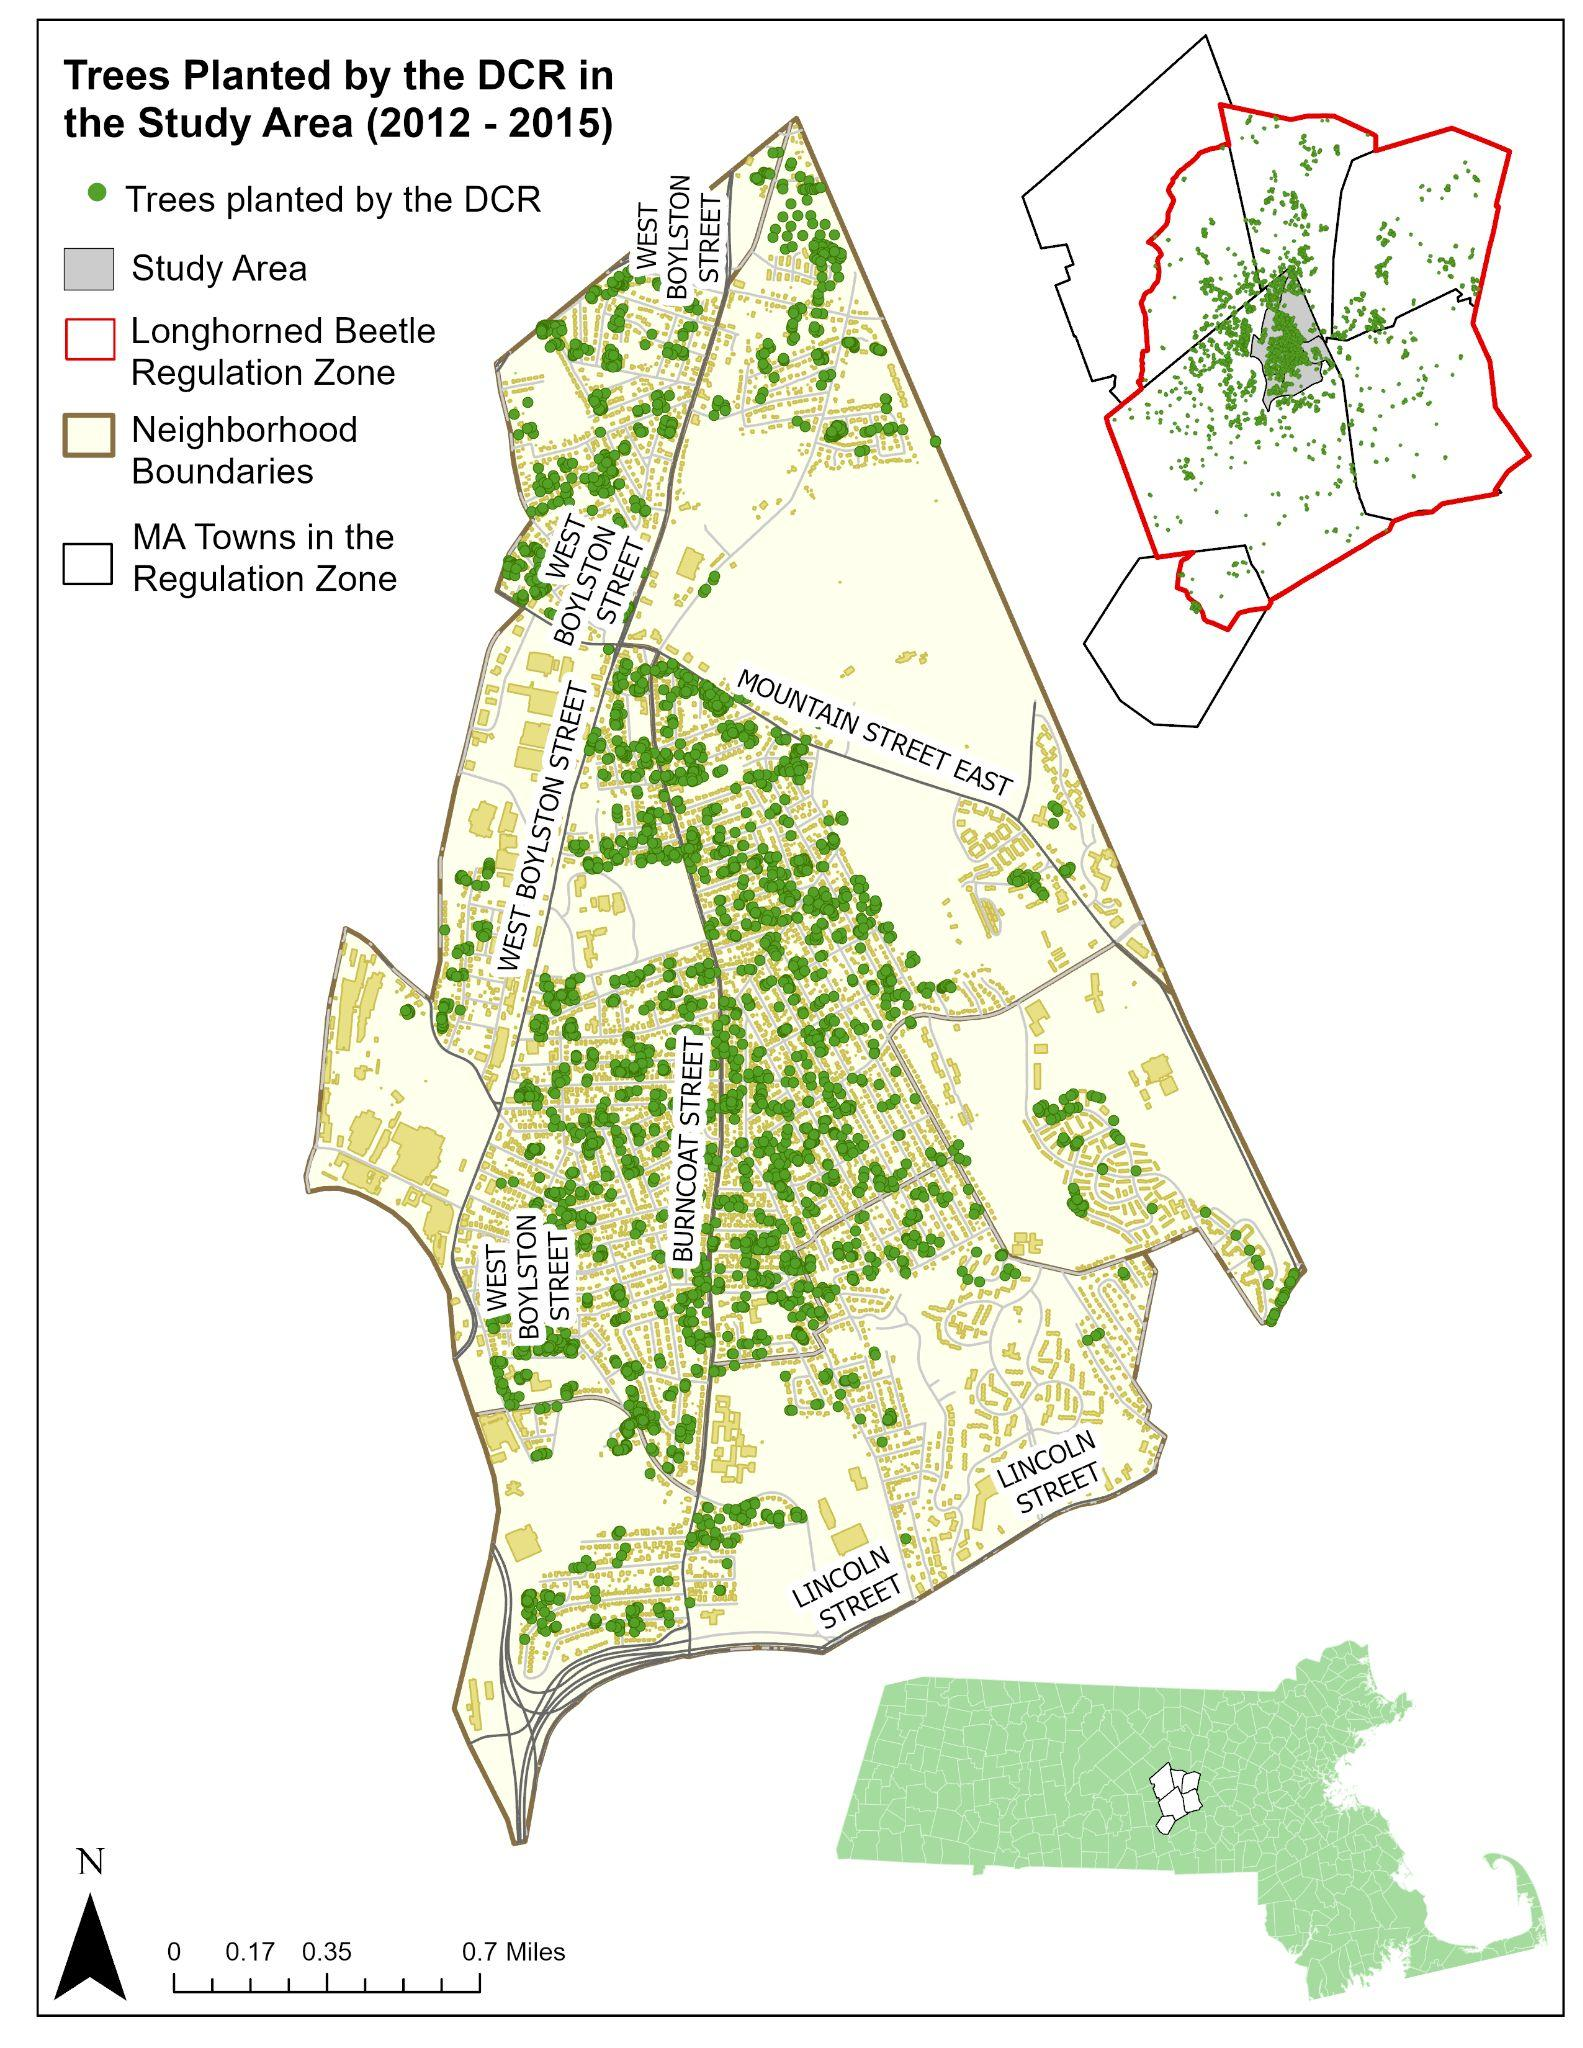 Trees Planted by the DCR in
the Study Area (2012 - 2015)
Trees planted by the DCR
Study Area
Longhorned Beetle
Regulation Zone
Neighborhood
Boundaries
MA Towns in the
Regulation Zone
WEST
BOYLSTON
STREET
WEST
BOYLSTON
STREET
MOUNTAIN STREET EAST
WEST BOYLSTON STREET
BURNCOAT STREET
WEST
BOYLSTON
STREET
LINCOLN
STREET
LINCOLN
STREET
N
0 0.17 0.35 0.7 Miles